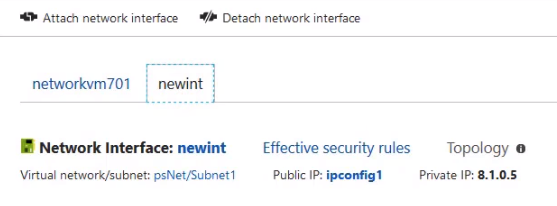 Attach network interface Detach network interface
networkvm701 newint
Network Interface: newint Effective security rules Topology
Virtual network/subnet: psNet/Subnet1 Public IP: ipconfig1 Private IP: 8.1.0.5